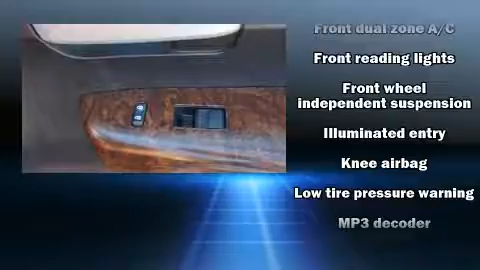 Front dual zone A/C
Front reading lights
Front wheel
independent suspension
Illuminated entry
Knee airbag
Low tire pressure warning
MP3 decoder